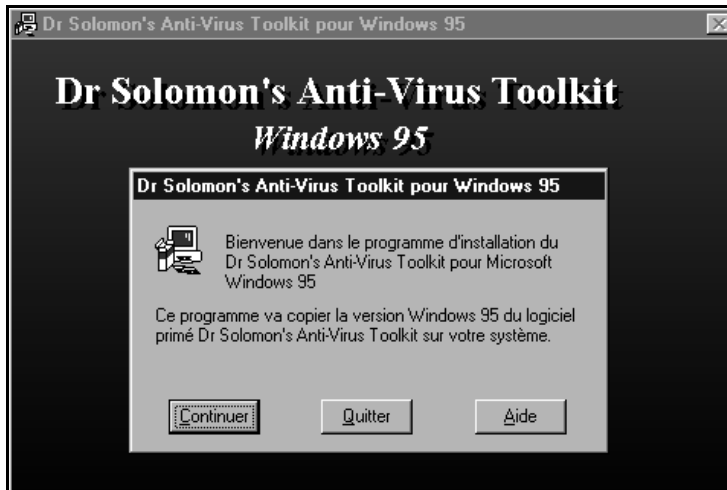 Dr Solomon's Anti-Virus Toolkit pour Windows 95
Dr Solomon's Anti-Virus Toolkit
Windows 95
Dr Solomon's Anti-Virus Toolkit pour Windows 95
Bienvenue dans le programme d'installation du
Dr Solomon's Anti-Virus Toolkit pour Microsoft
Windows 95
Ce programme va copier la version Windows 95 du logiciel
primé Dr Solomon's Anti-Virus Toolkit sur votre système.
Continuer
Quitter
Aide